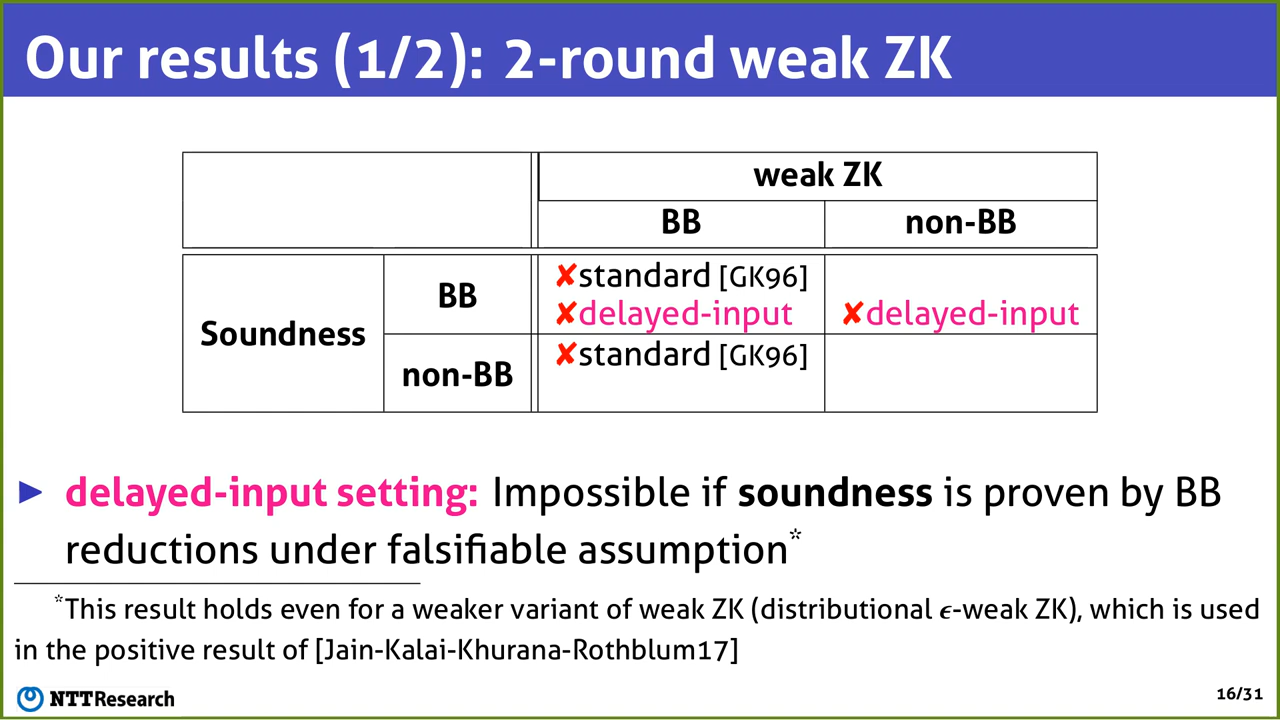 Our results (1/2): 2-round weak ZK
weak ZK
BB non-BB
Soundness BB ✘standard [GK96]
✘delayed-input ✘delayed-input
non-BB ✘standard [GK96]
▶ delayed-input setting: Impossible if soundness is proven by BB
reductions under falsifiable assumption*
*This result holds even for a weaker variant of weak ZK (distributional ϵ-weak ZK), which is used
in the positive result of [Jain-Kalai-Khurana-Rothblum17]
NTTResearch
16/31